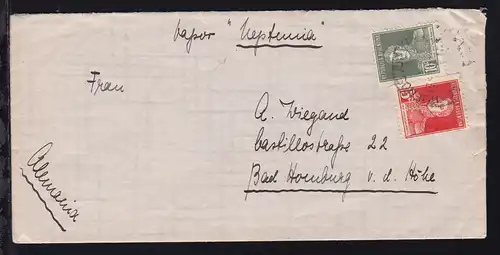 Vapor "Neptunia"
Frau
A. Wiegand
Castillostraße 22
Bad Homburg v. d. Höhe
Alemania